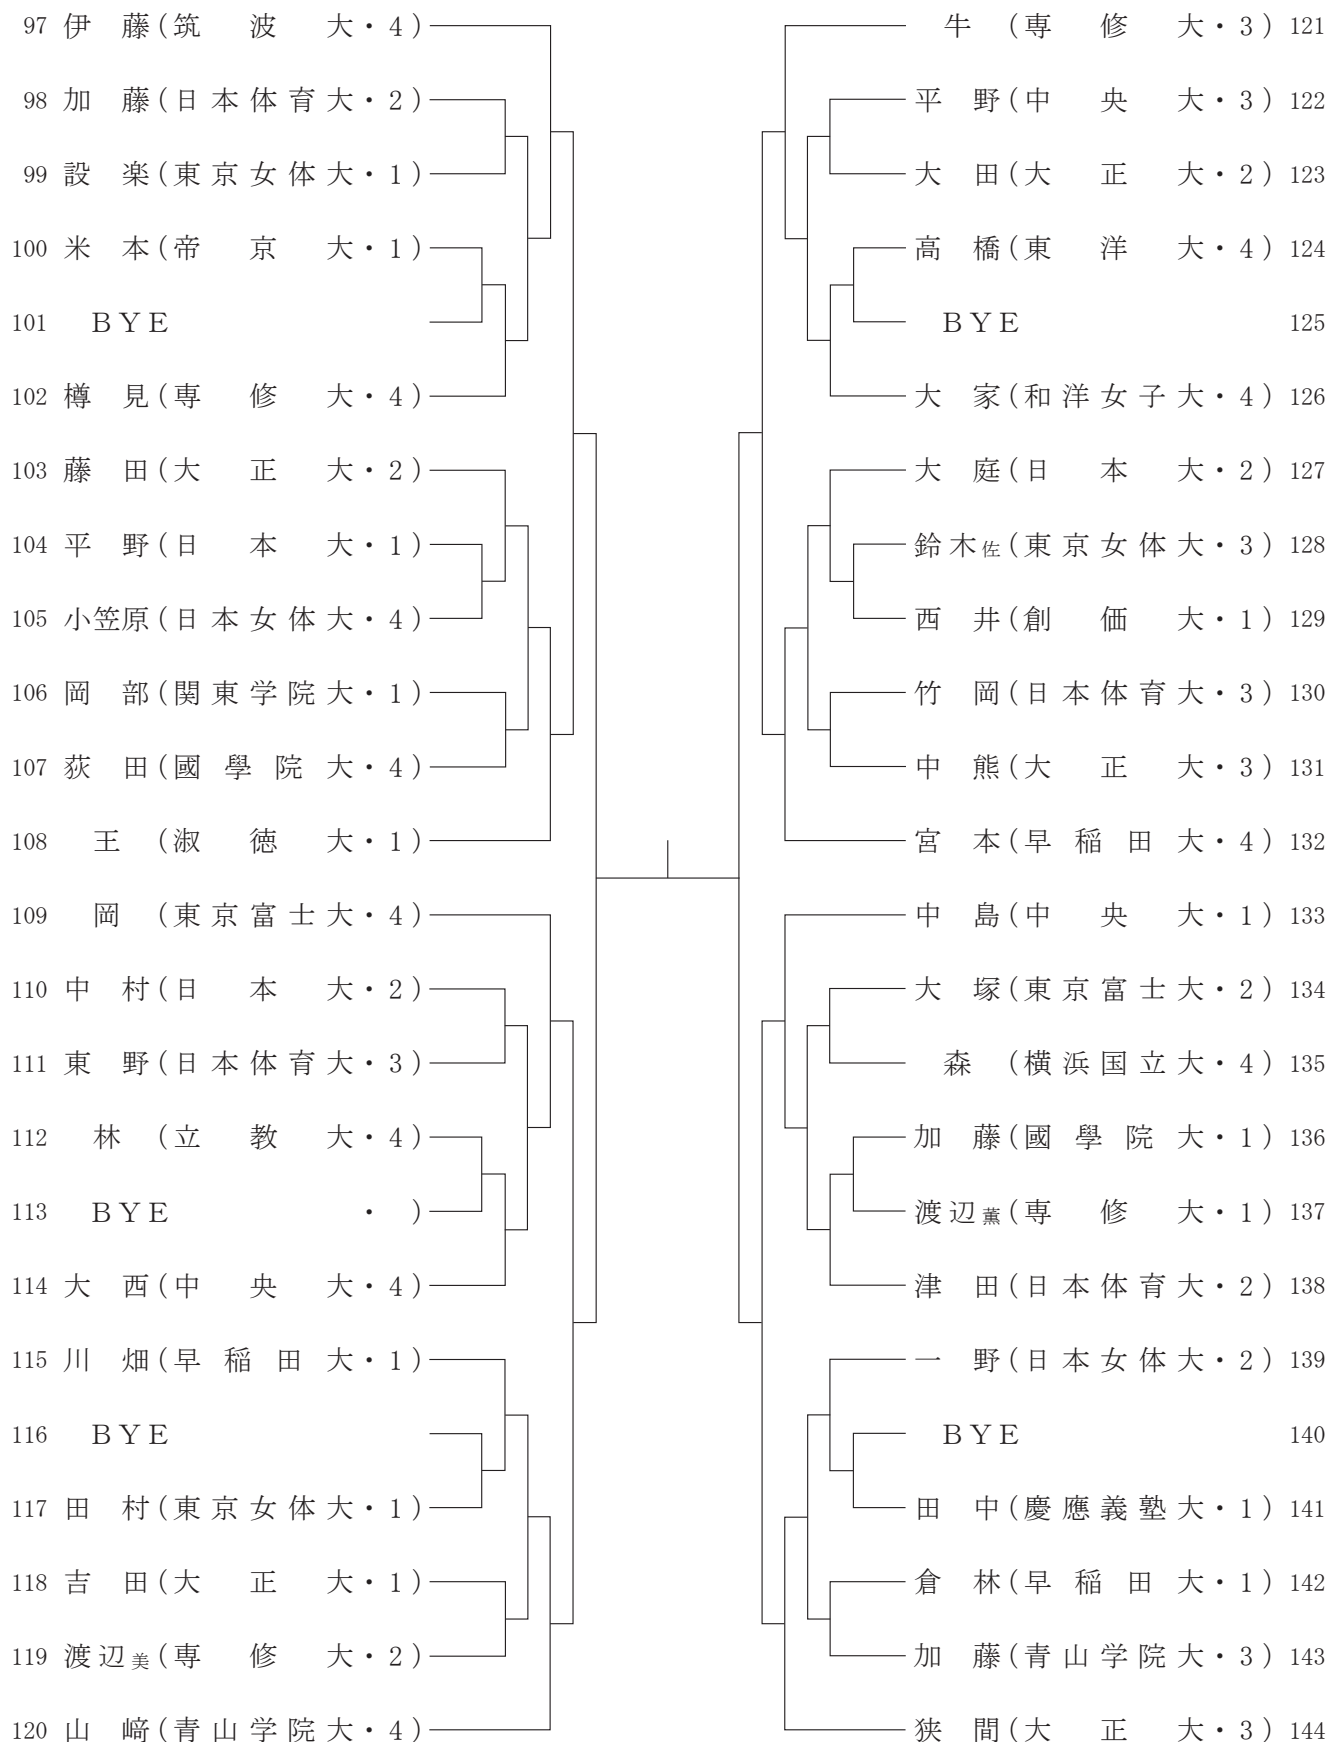 97 伊藤(筑波大・4)
98 加藤(日本体育大・2)
99 設楽(東京女体大・1)
100 米本(帝京大・1)
101 BYE
102 樽見(専修大・4)
103 藤田(大正大・2)
104 平野(日本大・1)
105 小笠原(日本女体大・4)
106 岡部(関東学院大・1)
107 荻田(國學院大・4)
108 王(淑徳大・1)
109 岡(東京富士大・4)
110 中村(日本大・2)
111 東野(日本体育大・3)
112 林(立教大・4)
113 BYE ・ )
114 大西(中央大・4)
115 川畑(早稲田大・1)
116 BYE
117 田村(東京女体大・1)
118 吉田(大正大・1)
119 渡辺美(専修大・2)
120 山﨑(青山学院大・4)
牛(専修大・3) 121
平野(中央大・3) 122
大田(大正大・2) 123
高橋(東洋大・4) 124
BYE 125
大家(和洋女子大・4) 126
大庭(日本大・2) 127
鈴木佐(東京女体大・3) 128
西井(創価大・1) 129
竹岡(日本体育大・3) 130
中熊(大正大・3) 131
宮本(早稲田大・4) 132
中島(中央大・1) 133
大塚(東京富士大・2) 134
森(横浜国立大・4) 135
加藤(國學院大・1) 136
渡辺薫(専修大・1) 137
津田(日本体育大・2) 138
一野(日本女体大・2) 139
BYE 140
田中(慶應義塾大・1) 141
倉林(早稲田大・1) 142
加藤(青山学院大・3) 143
狭間(大正大・3) 144